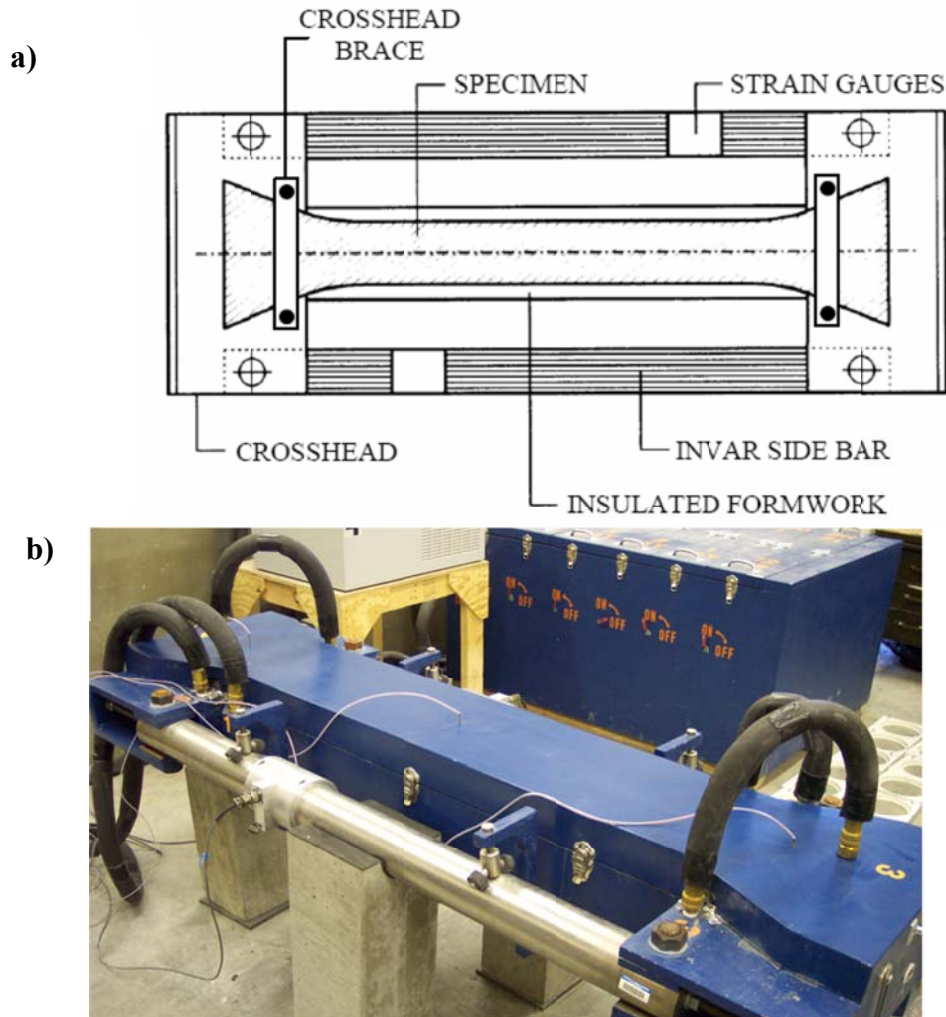 a)
CROSSHEAD
BRACE
SPECIMEN
STRAIN GAUGES
CROSSHEAD
INVAR SIDE BAR
INSULATED FORMWORK
b)
ON
OFF
ON
OFF
ON
OFF
ON
OFF
ON
OFF
3